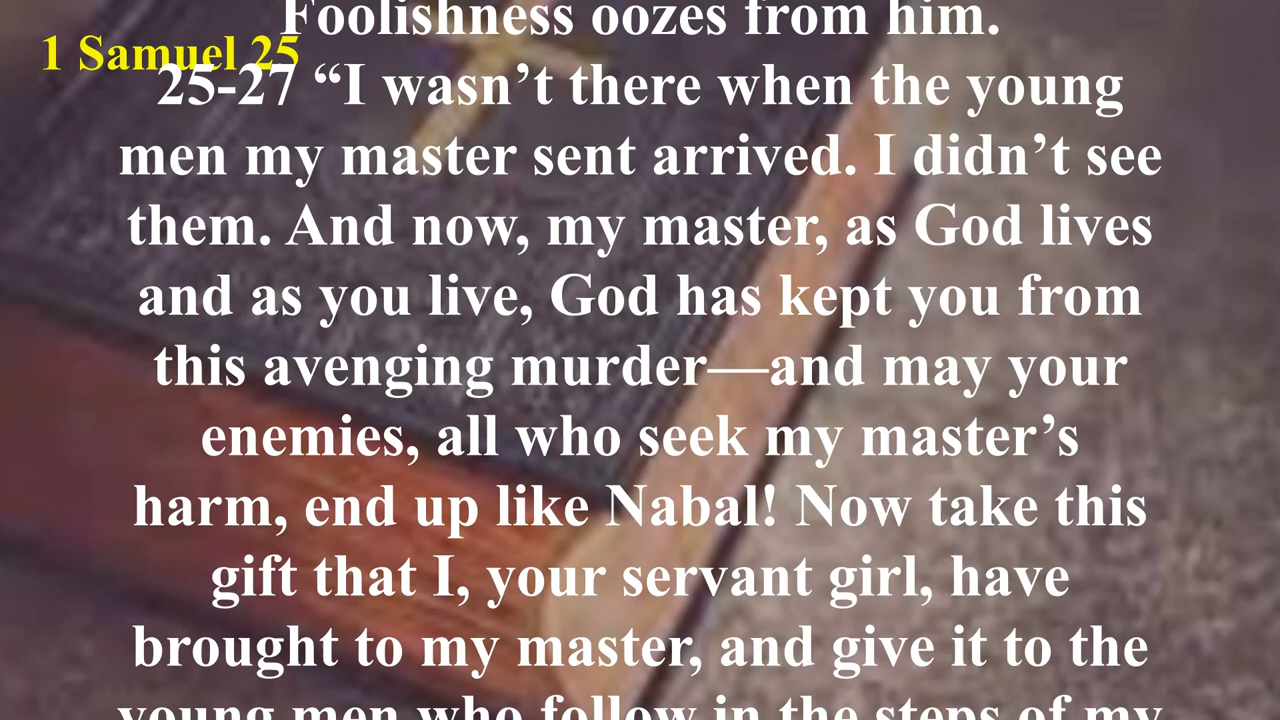 Foolishness oozes from him.
1 Samuel 25
25-27 “I wasn’t there when the young
men my master sent arrived. I didn’t see
them. And now, my master, as God lives
and as you live, God has kept you from
this avenging murder—and may your
enemies, all who seek my master’s
harm, end up like Nabal! Now take this
gift that I, your servant girl, have
brought to my master, and give it to the
young men who follow in the steps of my